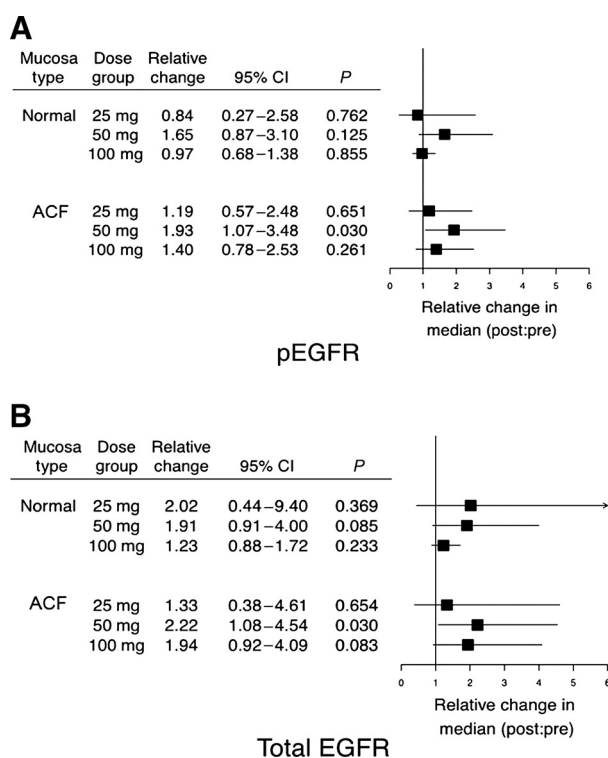 A
Mucosa Dose Relative
type group change 95% CI P
Normal 25 mg 0.84 0.27–2.58 0.762
50 mg 1.65 0.87–3.10 0.125
100 mg 0.97 0.68–1.38 0.855
ACF 25 mg 1.19 0.57–2.48 0.651
50 mg 1.93 1.07–3.48 0.030
100 mg 1.40 0.78–2.53 0.261
0 1 2 3 4 5 6
Relative change in
median (post:pre)
pEGFR
B
Mucosa Dose Relative
type group change 95% CI P
Normal 25 mg 2.02 0.44–9.40 0.369
50 mg 1.91 0.91–4.00 0.085
100 mg 1.23 0.88–1.72 0.233
ACF 25 mg 1.33 0.38–4.61 0.654
50 mg 2.22 1.08–4.54 0.030
100 mg 1.94 0.92–4.09 0.083
0 1 2 3 4 5 6
Relative change in
median (post:pre)
Total EGFR